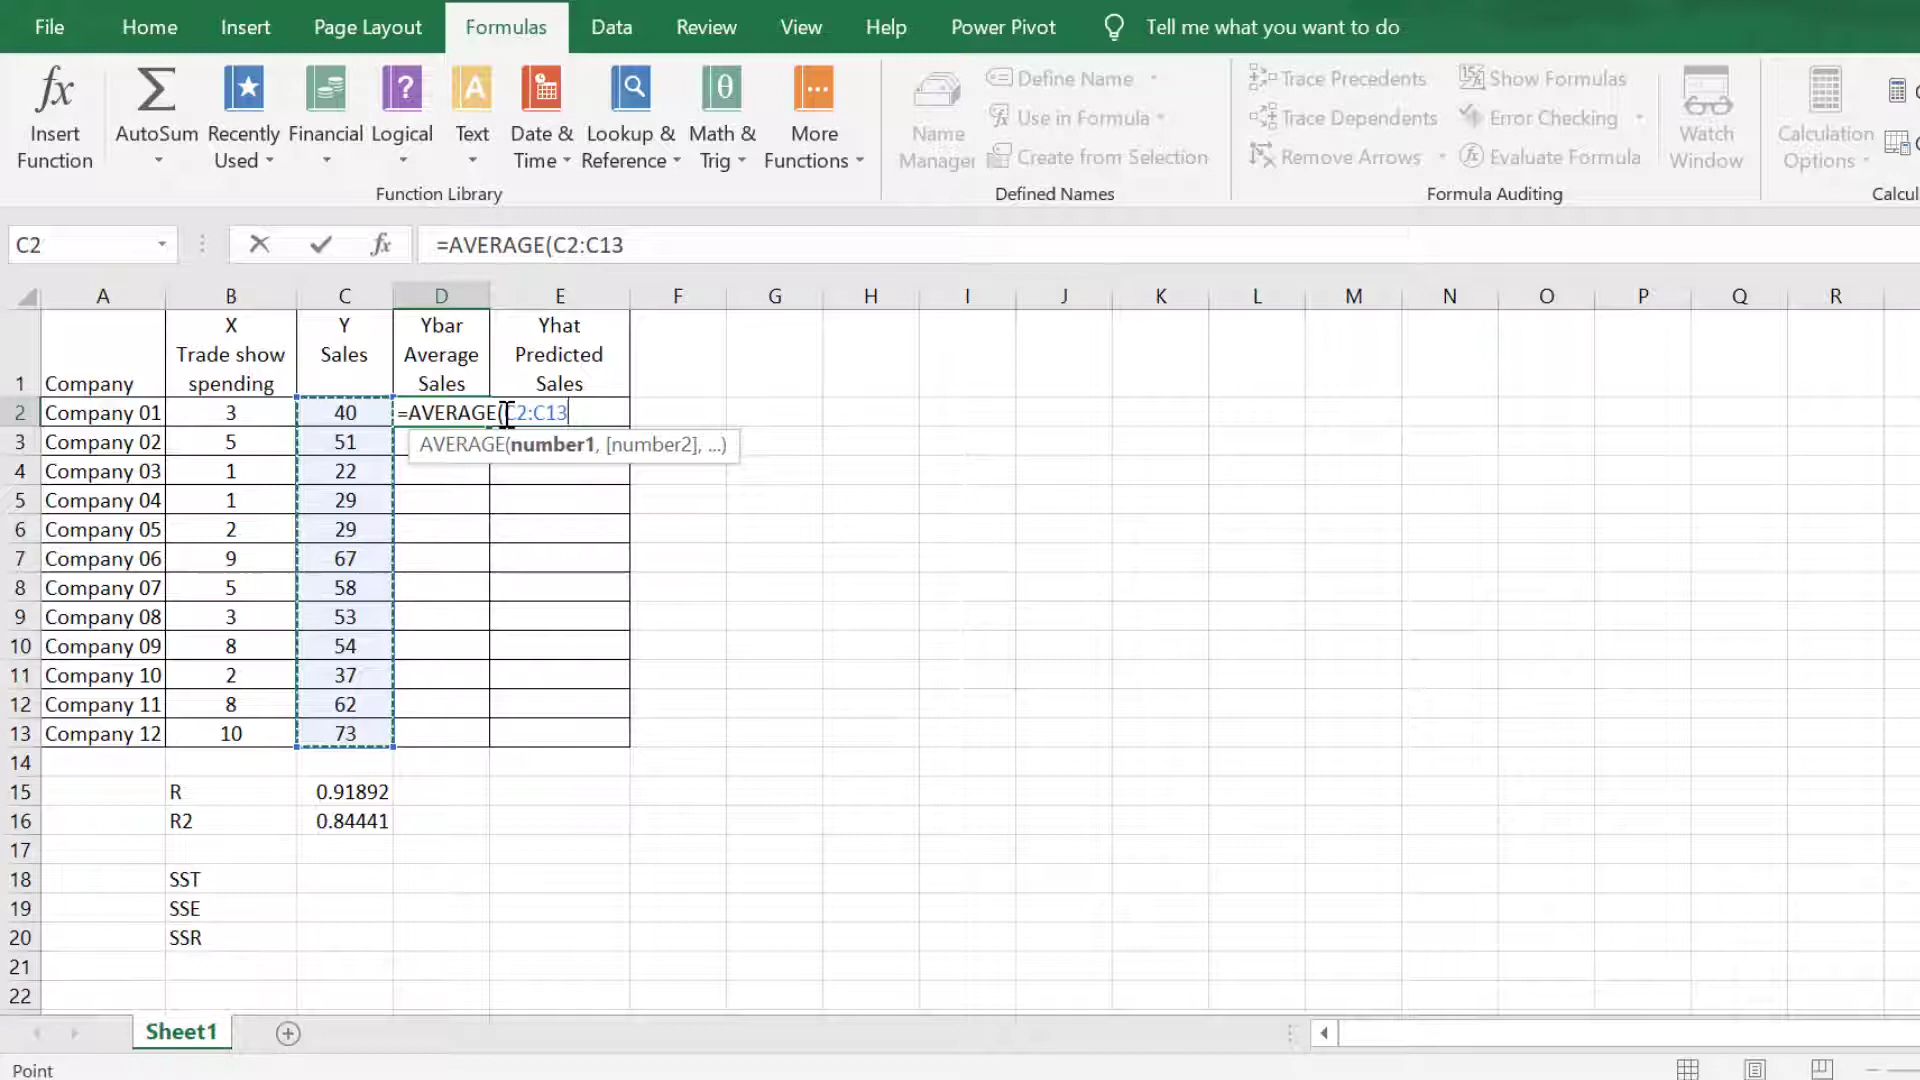 File Home Insert Page Layout Formulas Data Review View Help Power Pivot Tell me what you want to do
fx Σ ? A θ ...
Insert Function
AutoSum
Recently Used
Financial
Logical
Text
Date & Time
Lookup & Reference
Math & Trig
More Functions
Function Library
Name Manager
Define Name
Use in Formula
Create from Selection
Defined Names
Trace Precedents
Trace Dependents
Remove Arrows
Show Formulas
Error Checking
Evaluate Formula
Formula Auditing
Watch Window
Calculation Options
C2 fx =AVERAGE(C2:C13
A B C D E F G H I J K L M N O P Q R
X Y Ybar Yhat
Trade show Sales Average Predicted
1 Company spending Sales Sales
2 Company 01 3 40 =AVERAGE(C2:C13
3 Company 02 5 51 AVERAGE(number1, [number2], ...)
4 Company 03 1 22
5 Company 04 1 29
6 Company 05 2 29
7 Company 06 9 67
8 Company 07 5 58
9 Company 08 3 53
10 Company 09 8 54
11 Company 10 2 37
12 Company 11 8 62
13 Company 12 10 73
14
15 R 0.91892
16 R2 0.84441
17
18 SST
19 SSE
20 SSR
21
22
Sheet1
Point